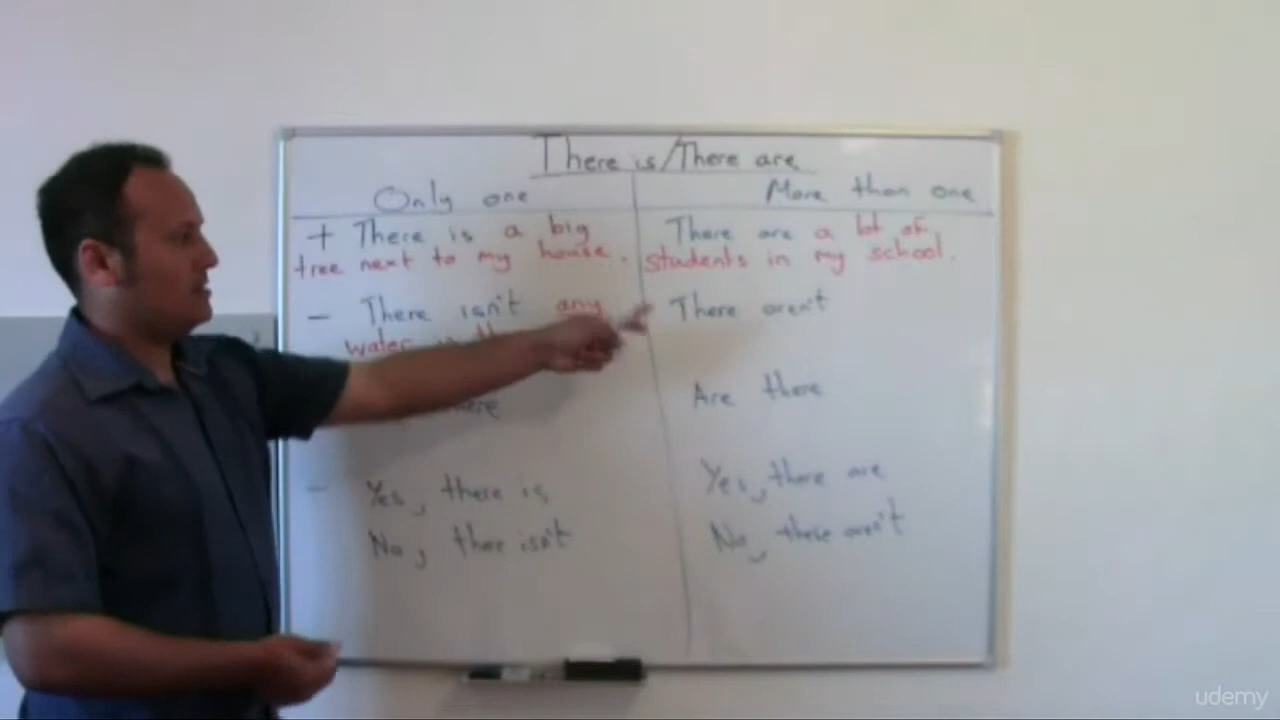 There is/There are
Only one
More than one
+ There is a big
tree next to my house.
There are a lot of
students in my school.
- There isn't any
water in
There aren't
Are there
- Yes, there is,
No, there isn't
Yes, there are
No, there aren't
udemy